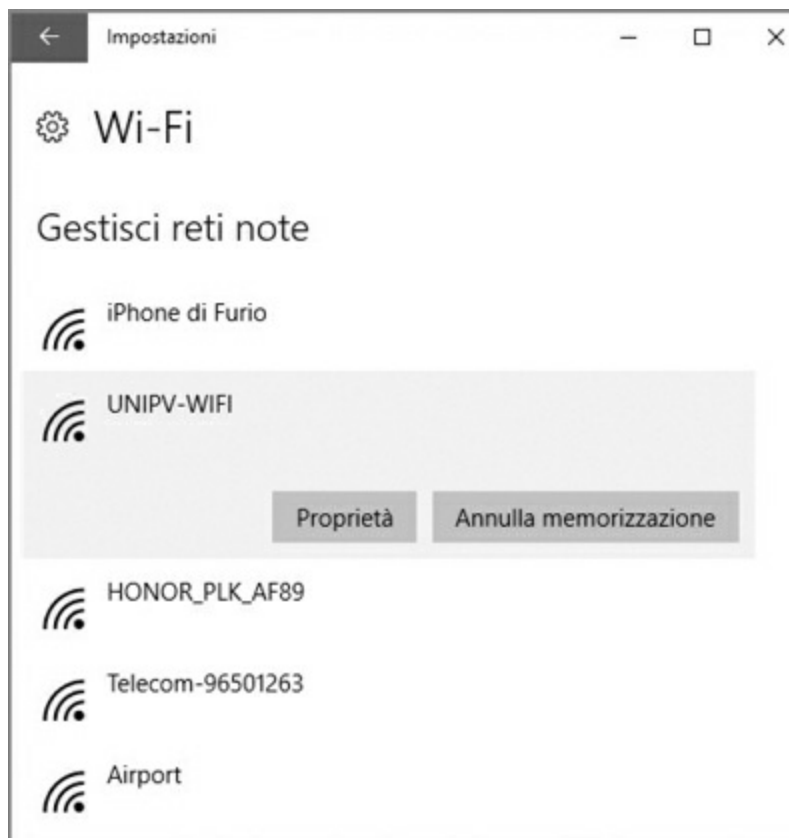 Impostazioni
Wi-Fi
Gestisci reti note
iPhone di Furio
UNIPV-WIFI
Proprietà Annulla memorizzazione
HONOR_PLK_AF89
Telecom-96501263
Airport